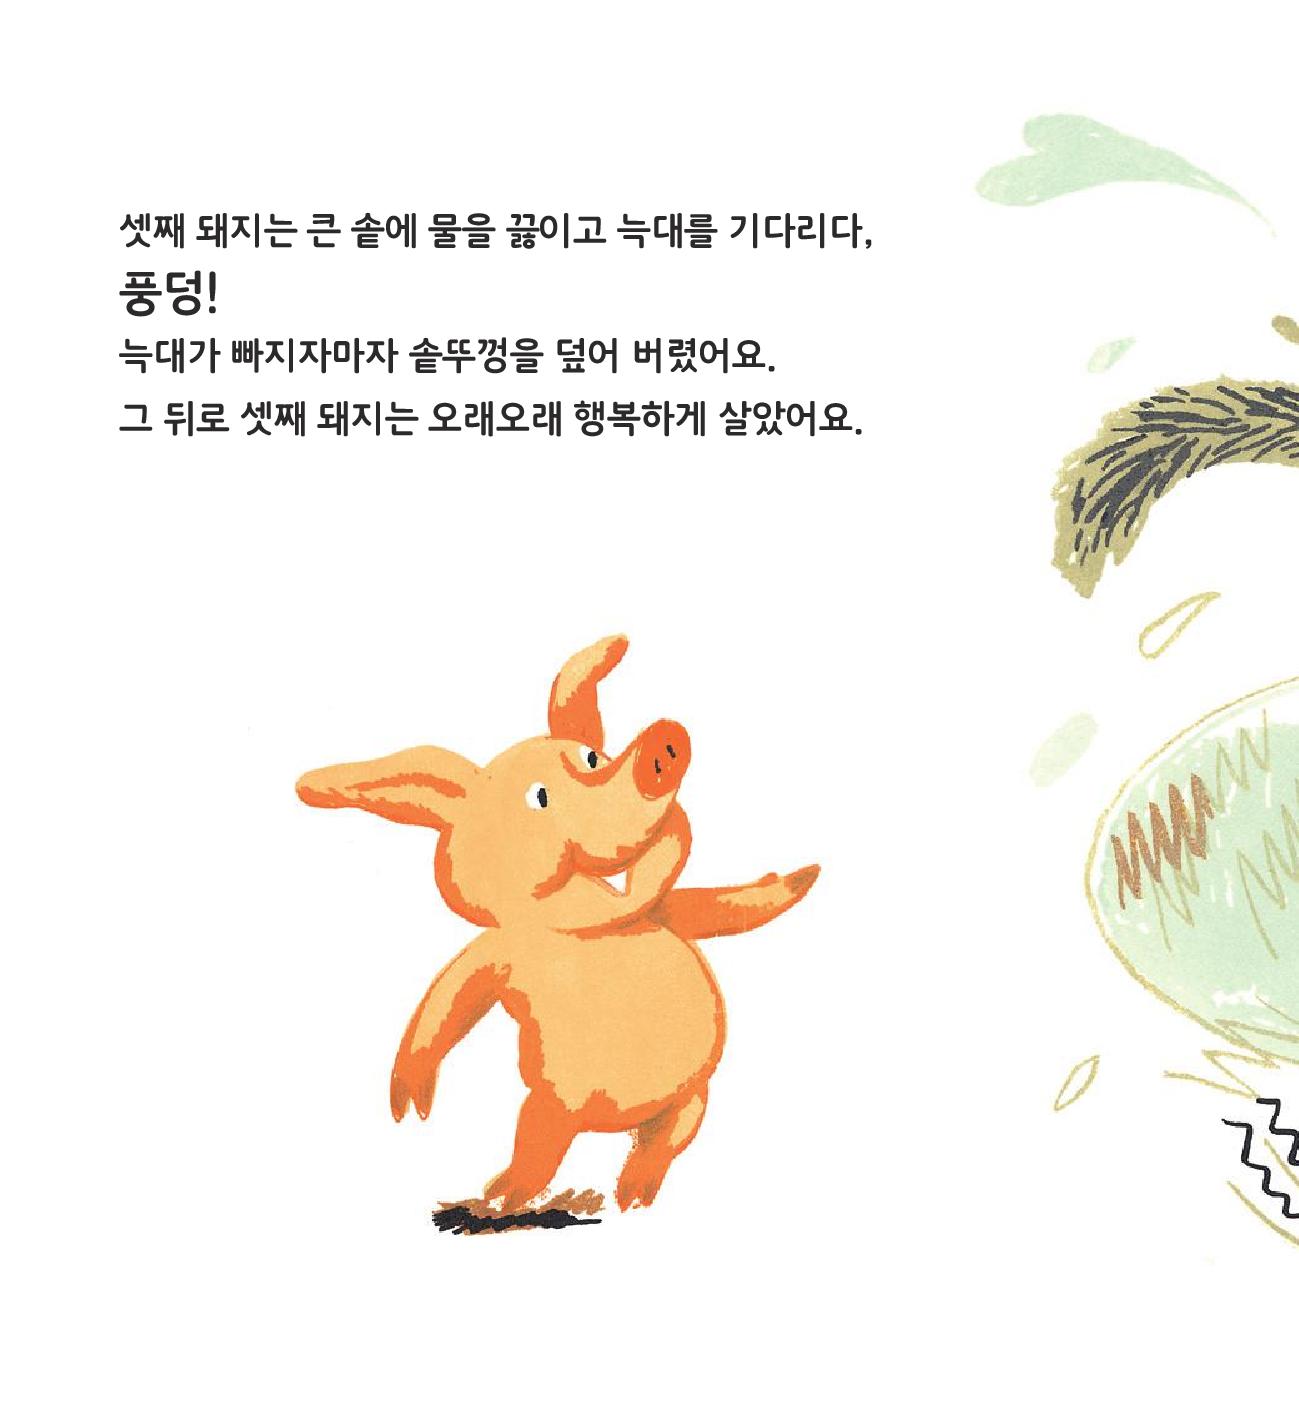 셋째 돼지는 큰 솥에 물을 끓이고 늑대를 기다리다,
풍덩!
늑대가 빠지자마자 솥뚜껑을 덮어 버렸어요.
그 뒤로 셋째 돼지는 오래오래 행복하게 살았어요.